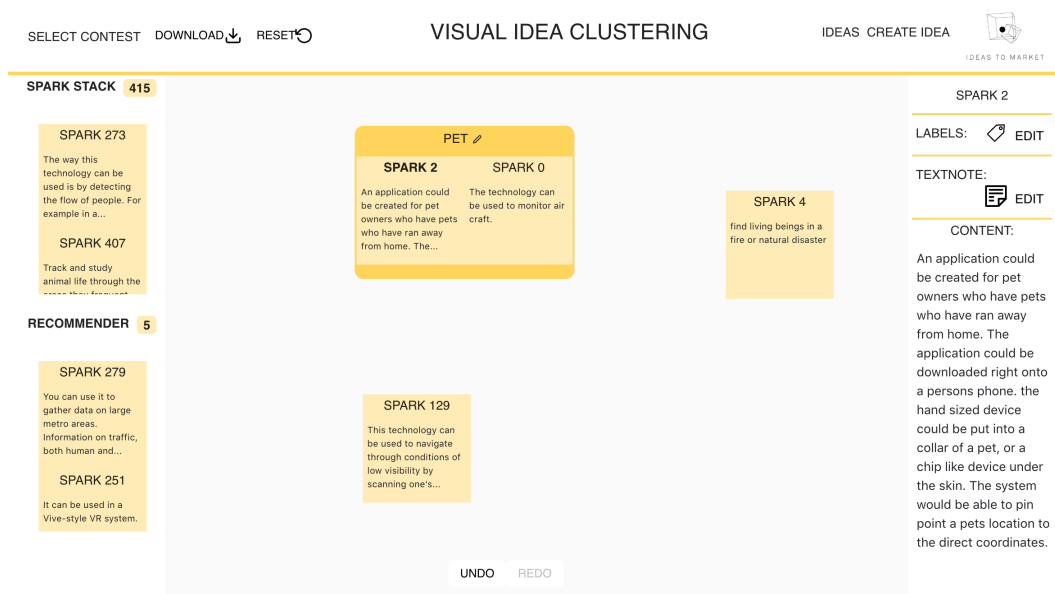 SELECT CONTEST DOWNLOAD RESET VISUAL IDEA CLUSTERING IDEAS CREATE IDEA
IDEAS TO MARKET
SPARK STACK 415
SPARK 273
The way this
technology can be
used is by detecting
the flow of people. For
example in a...
SPARK 407
Track and study
animal life through the
areas they frequent
RECOMMENDER 5
SPARK 279
You can use it to
gather data on large
metro areas.
Information on traffic,
both human and...
SPARK 251
It can be used in a
Vive-style VR system.
PET
SPARK 2
An application could
be created for pet
owners who have pets
who have ran away
from home. The...
SPARK 0
The technology can
be used to monitor air
craft.
SPARK 4
find living beings in a
fire or natural disaster
SPARK 129
This technology can
be used to navigate
through conditions of
low visibility by
scanning one's...
UNDO REDO
SPARK 2
LABELS: EDIT
TEXTNOTE:
EDIT
CONTENT:
An application could
be created for pet
owners who have pets
who have ran away
from home. The
application could be
downloaded right onto
a persons phone. the
hand sized device
could be put into a
collar of a pet, or a
chip like device under
the skin. The system
would be able to pin
point a pets location to
the direct coordinates.